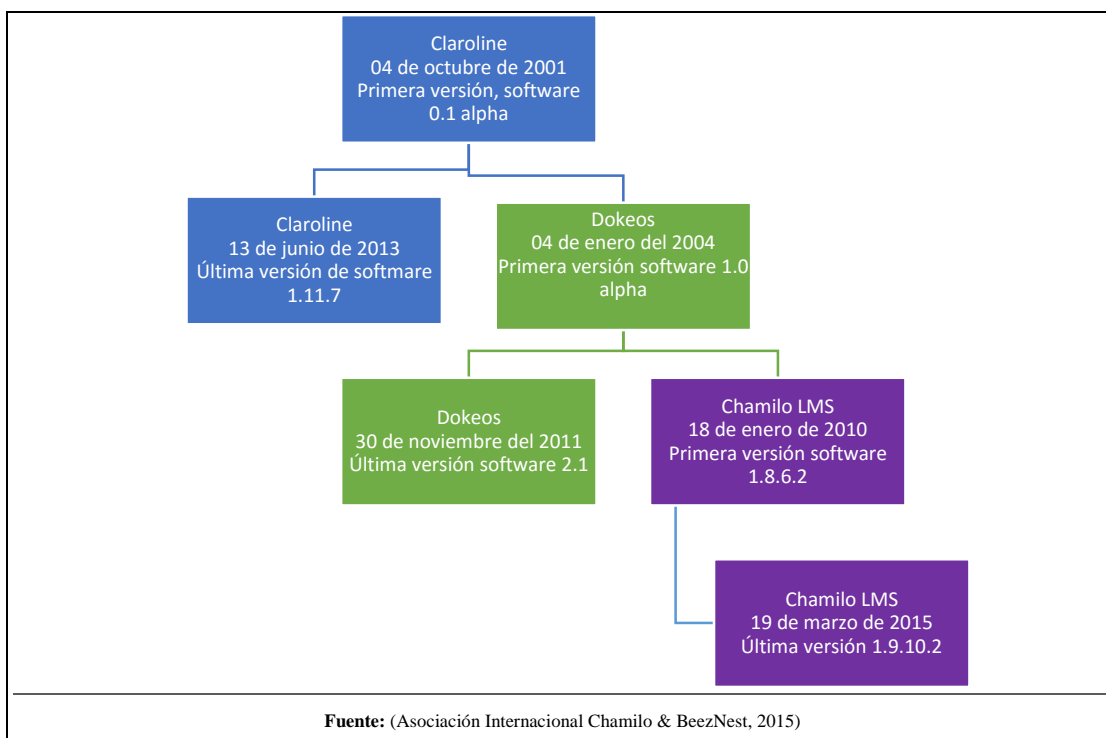 Claroline
04 de octubre de 2001
Primera versión, software
0.1 alpha
Claroline
13 de junio de 2013
Última versión de softmare
1.11.7
Dokeos
04 de enero del 2004
Primera versión software 1.0
alpha
Dokeos
30 de noviembre del 2011
Última versión software 2.1
Chamilo LMS
18 de enero de 2010
Primera versión software
1.8.6.2
Chamilo LMS
19 de marzo de 2015
Última versión 1.9.10.2
Fuente: (Asociación Internacional Chamilo & BeezNest, 2015)